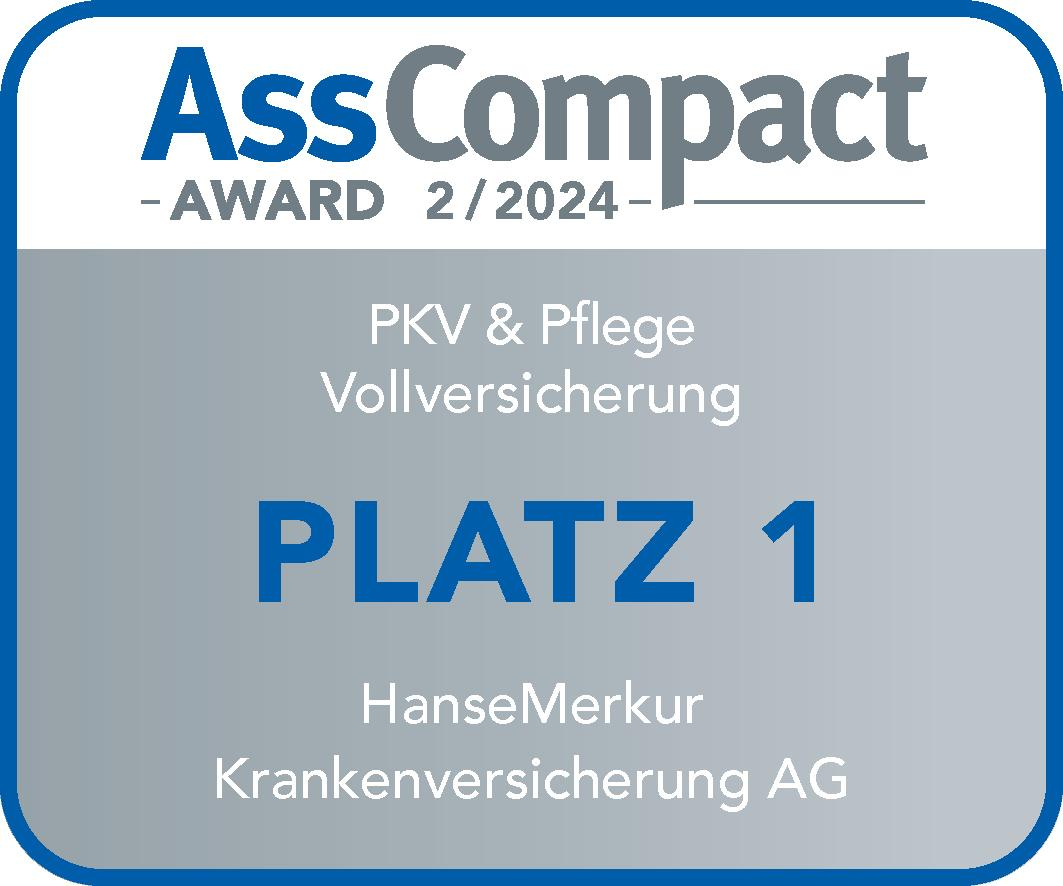 AssCompact
- AWARD 2/2024 -
PKV & Pflege
Vollversicherung
PLATZ 1
HanseMerkur
Krankenversicherung AG